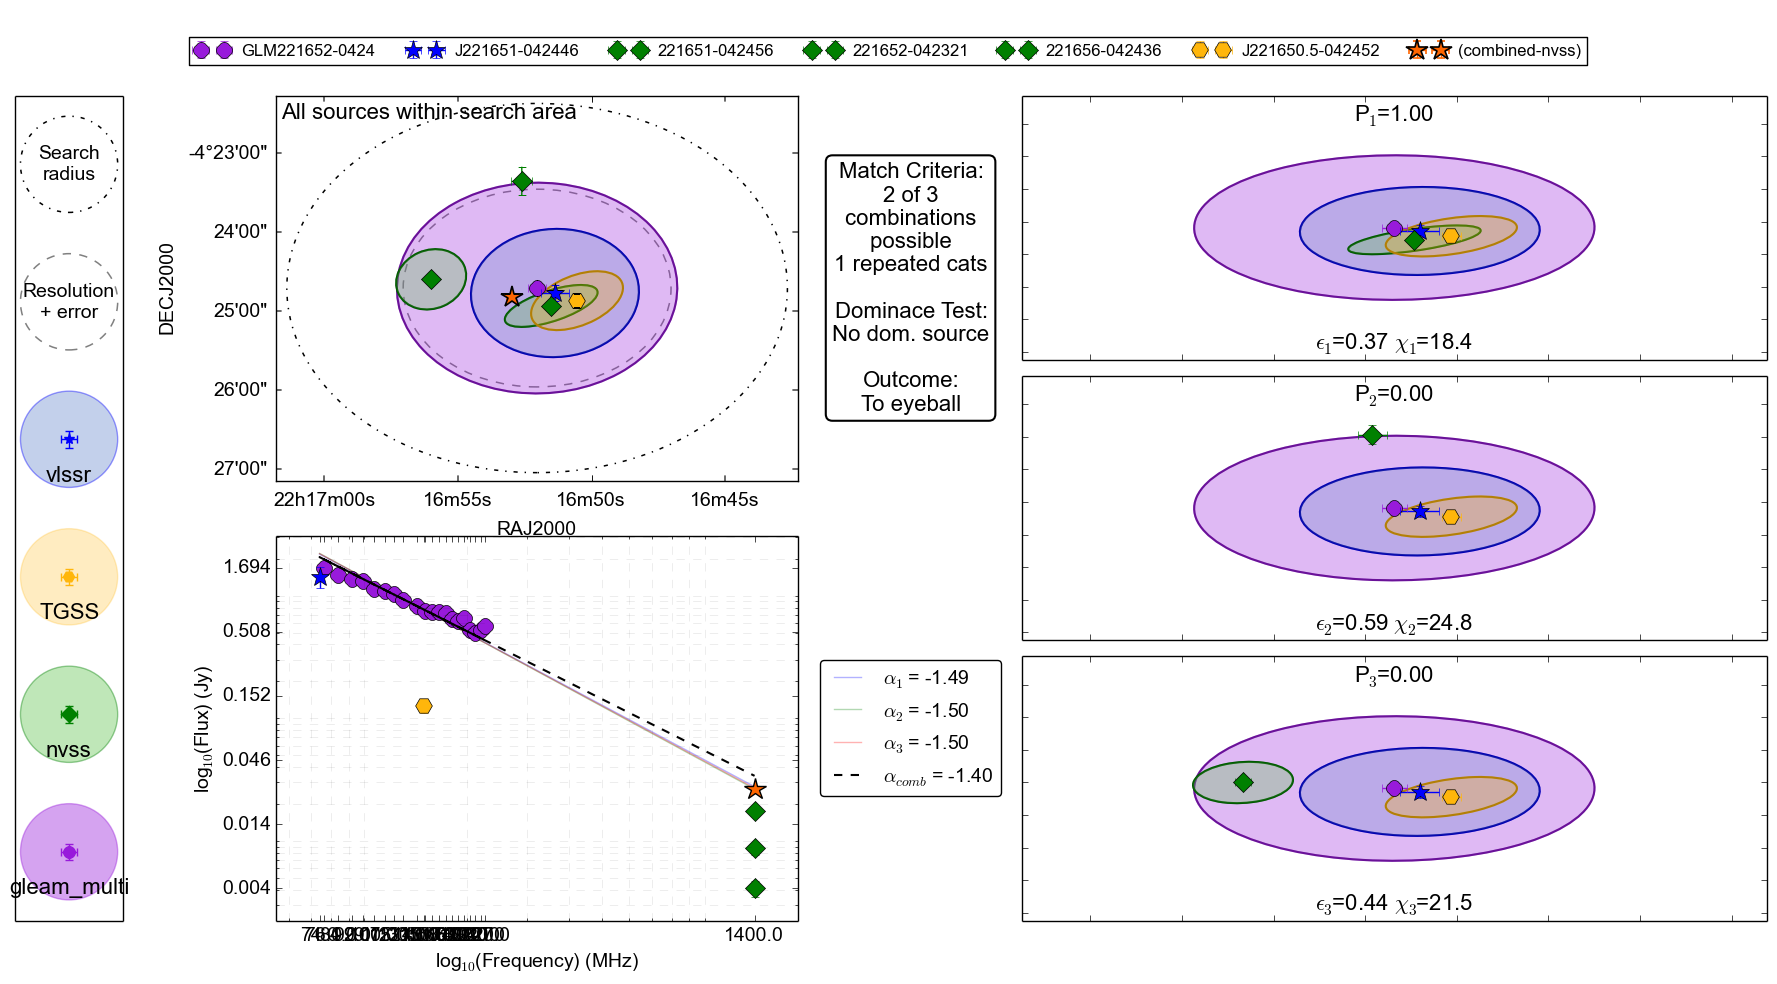 GLM221652-0424 J221651-042446 221651-042456 221652-042321 221656-042436 J221650.5-042452 (combined-nvss)
Search
radius
Resolution
+ error
vlssr
TGSS
nvss
gleam_multi
All sources within search area
DECJ2000
-4°23'00"
24'00"
25'00"
26'00"
27'00"
22h17m00s 16m55s 16m50s 16m45s
RAJ2000
log10(Flux) (Jy)
1.694
0.508
0.152
0.046
0.014
0.004
1400.0
log10(Frequency) (MHz)
Match Criteria:
2 of 3
combinations
possible
1 repeated cats
Dominace Test:
No dom. source
Outcome:
To eyeball
α1 = -1.49
α2 = -1.50
α3 = -1.50
αcomb = -1.40
P1=1.00
ϵ1=0.37 χ1=18.4
P2=0.00
ϵ2=0.59 χ2=24.8
P3=0.00
ϵ3=0.44 χ3=21.5